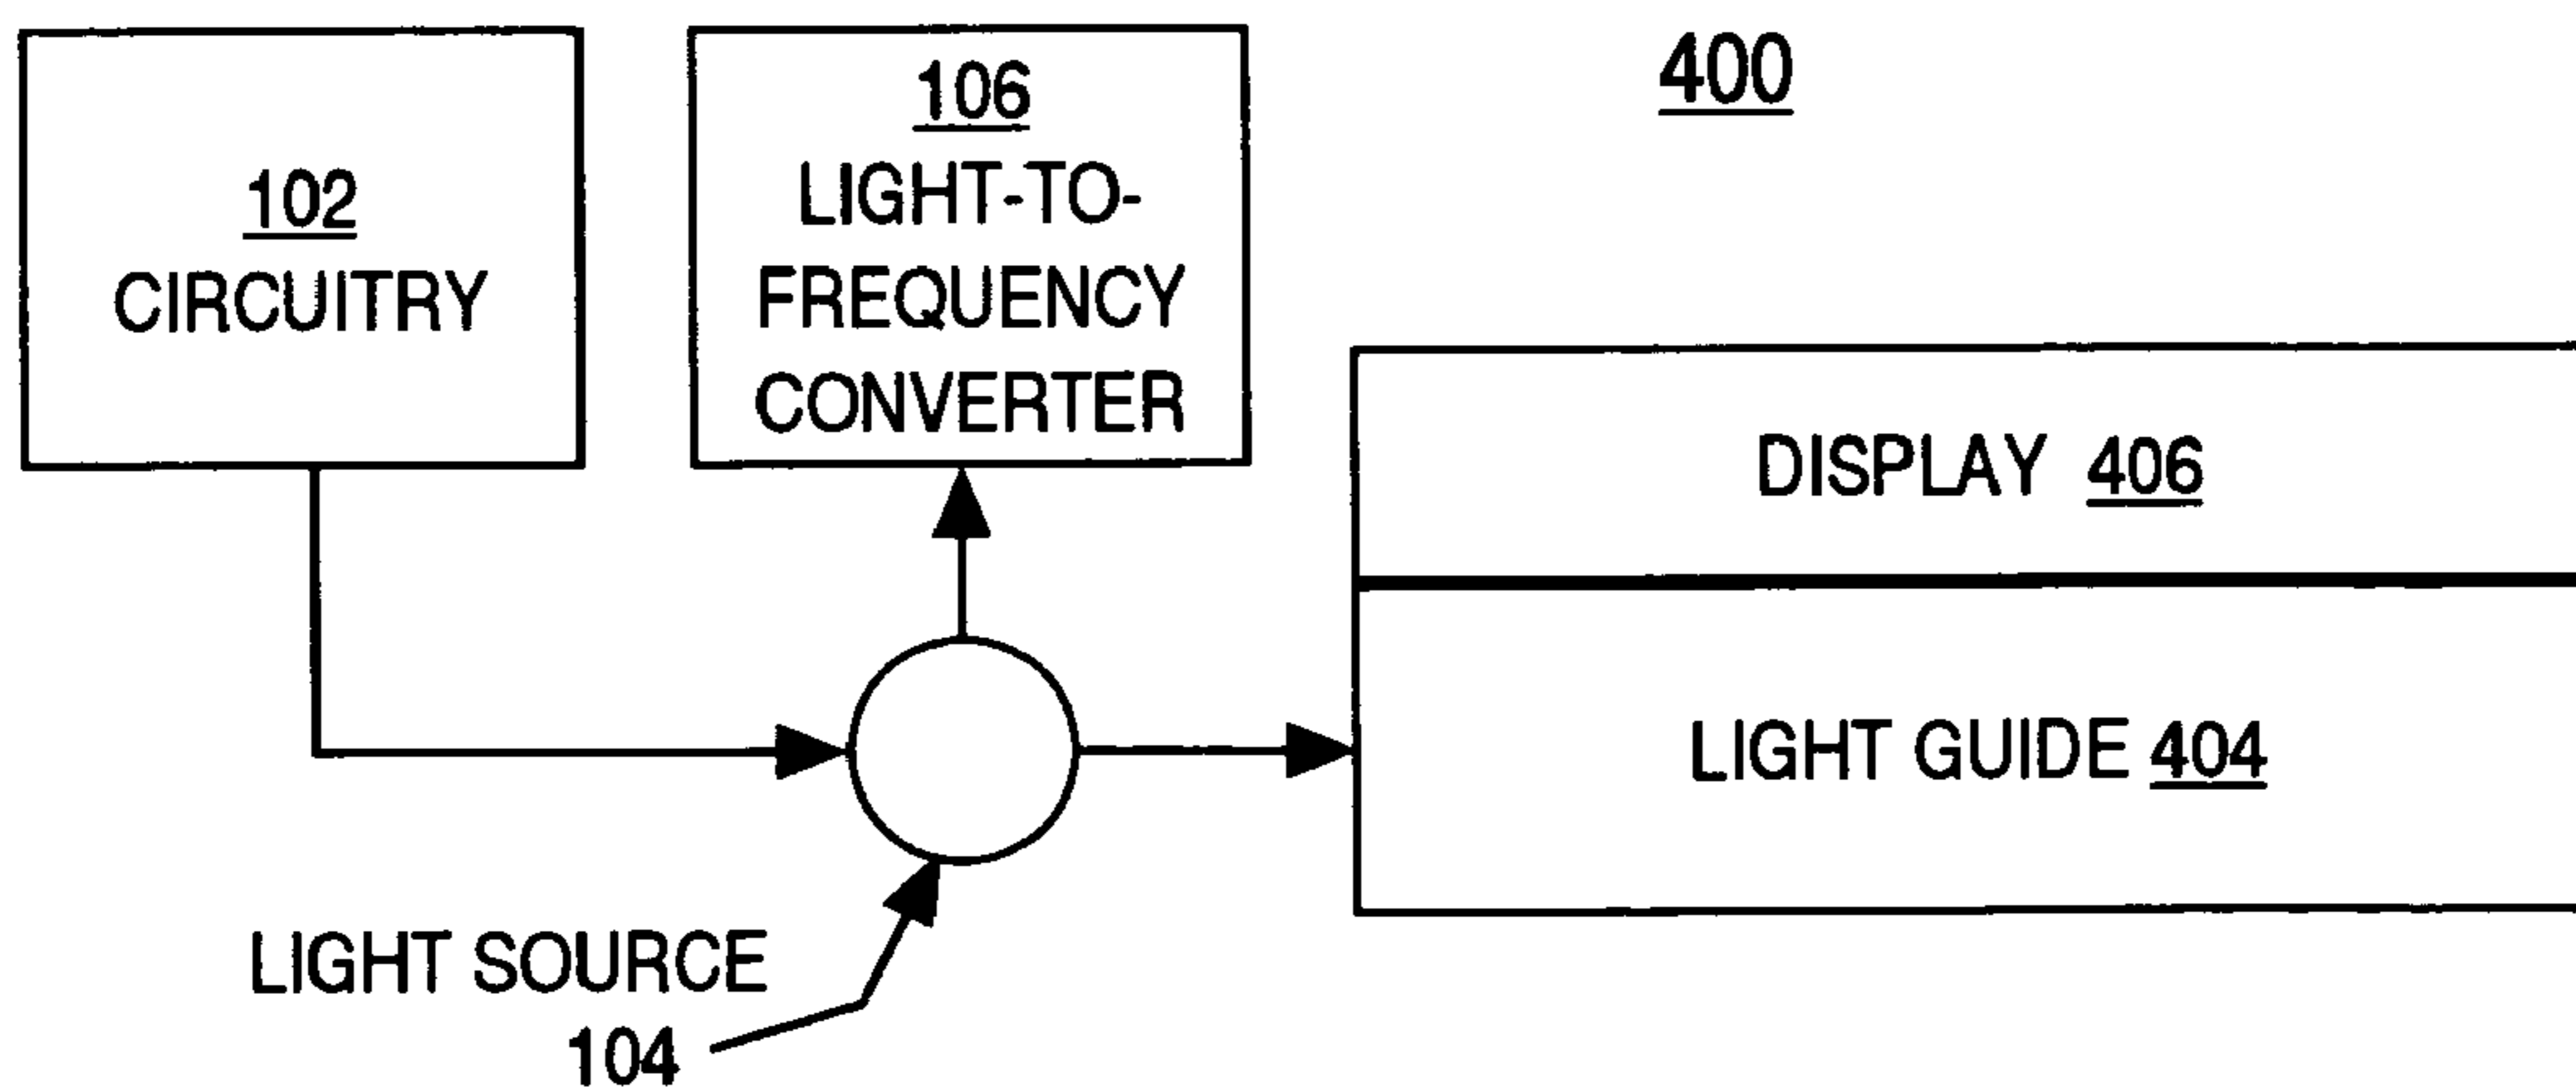 102
CIRCUITRY
106
LIGHT-TO-
FREQUENCY
CONVERTER
400
DISPLAY 406
LIGHT GUIDE 404
LIGHT SOURCE
104